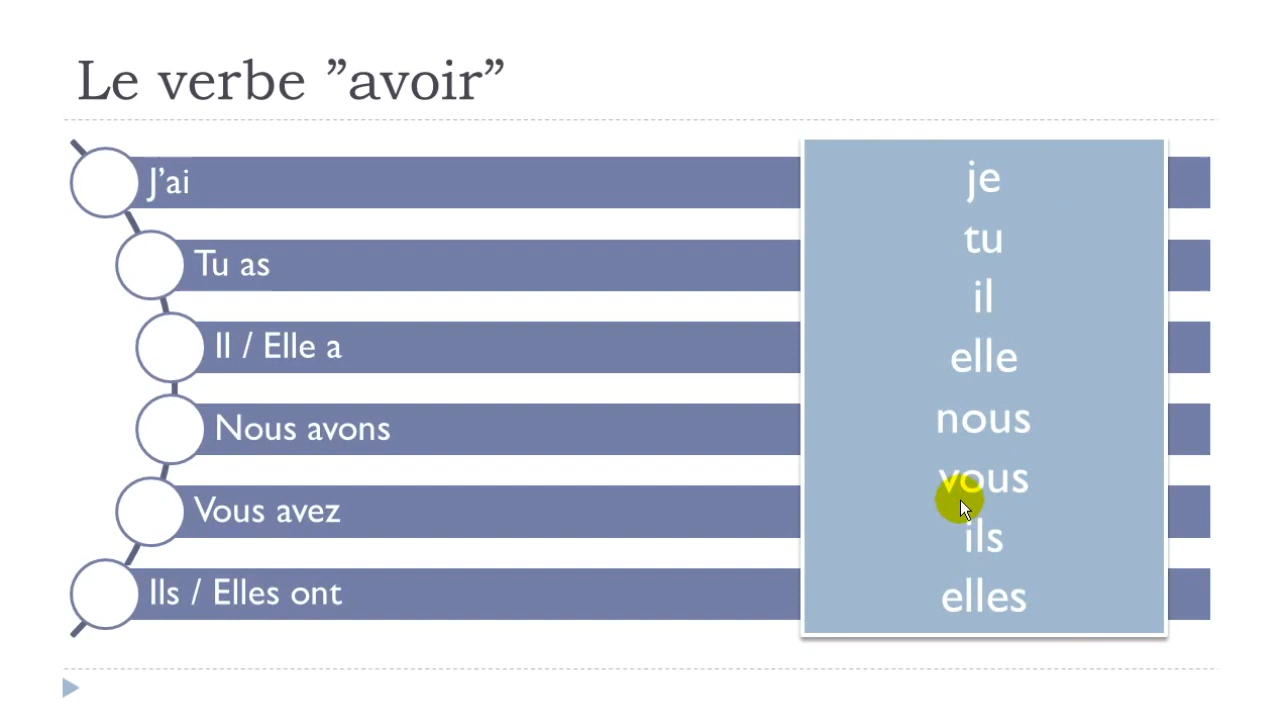 Le verbe ”avoir”
J’ai
Tu as
Il / Elle a
Nous avons
Vous avez
Ils / Elles ont
je
tu
il
elle
nous
vous
ils
elles